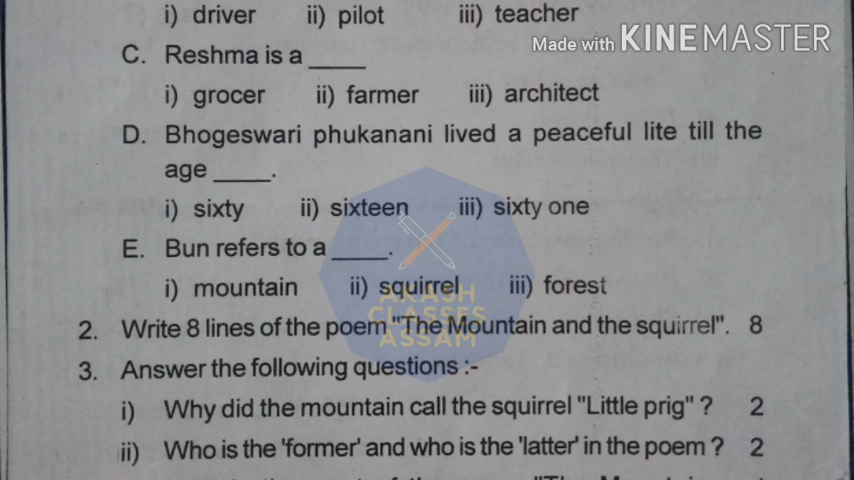 i) driver ii) pilot iii) teacher
Made with KINEMASTER
C. Reshma is a ____
i) grocer ii) farmer iii) architect
D. Bhogeswari phukanani lived a peaceful lite till the
age ____.
i) sixty ii) sixteen iii) sixty one
E. Bun refers to a ____.
i) mountain ii) squirrel iii) forest
AKASH
CLASSES
ASSAM
2. Write 8 lines of the poem "The Mountain and the squirrel". 8
3. Answer the following questions :-
i) Why did the mountain call the squirrel "Little prig" ? 2
ii) Who is the 'former' and who is the 'latter' in the poem ? 2